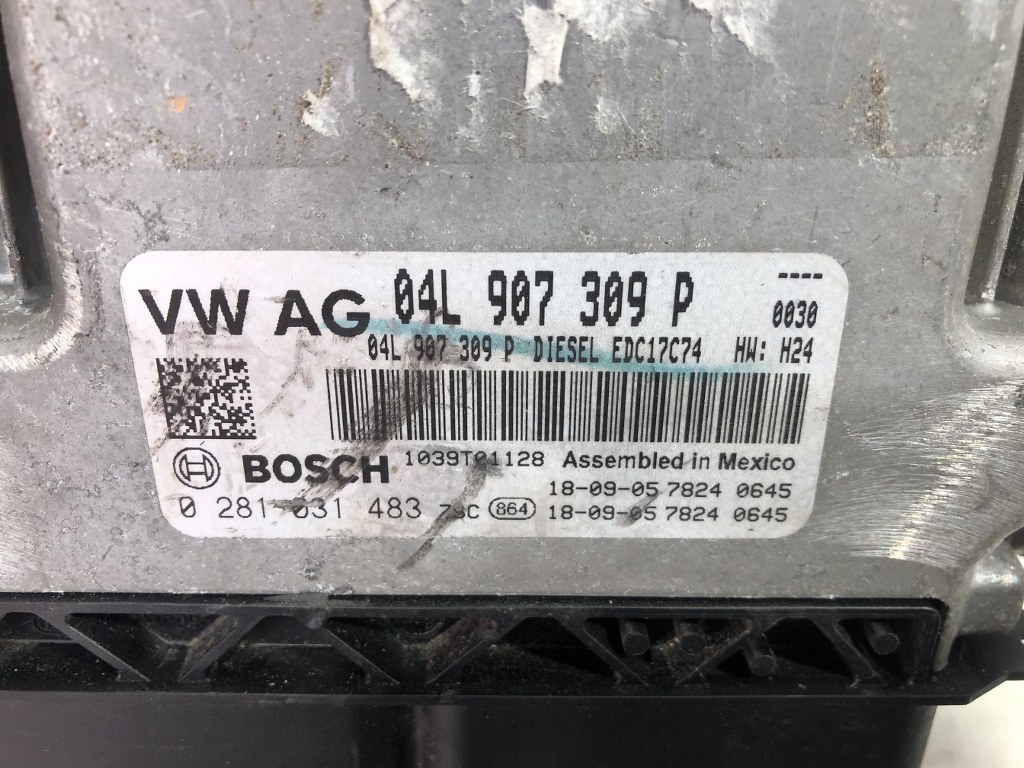 VW AG 04L 907 309 P ----
0030
04L 907 309 P DIESEL EDC17C74 HW: H24
BOSCH 1039T01128 Assembled in Mexico
18-09-05 7824 0645
0 281 031 483 864 18-09-05 7824 0645